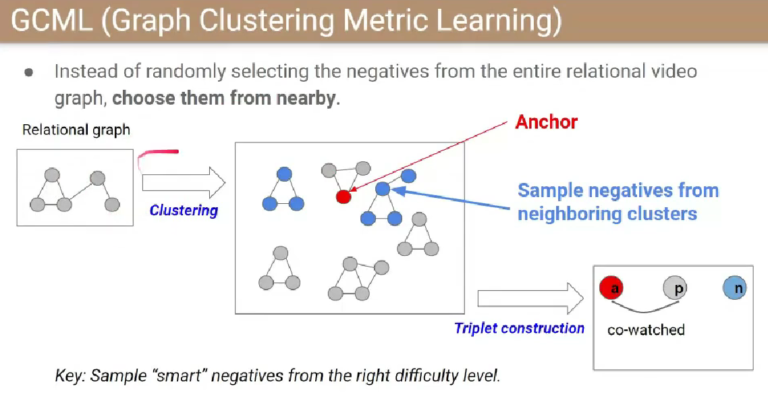 GCML (Graph Clustering Metric Learning)
● Instead of randomly selecting the negatives from the entire relational video
graph, choose them from nearby.
Relational graph
Anchor
Clustering
Sample negatives from
neighboring clusters
Triplet construction
a p n
co-watched
Key: Sample “smart” negatives from the right difficulty level.